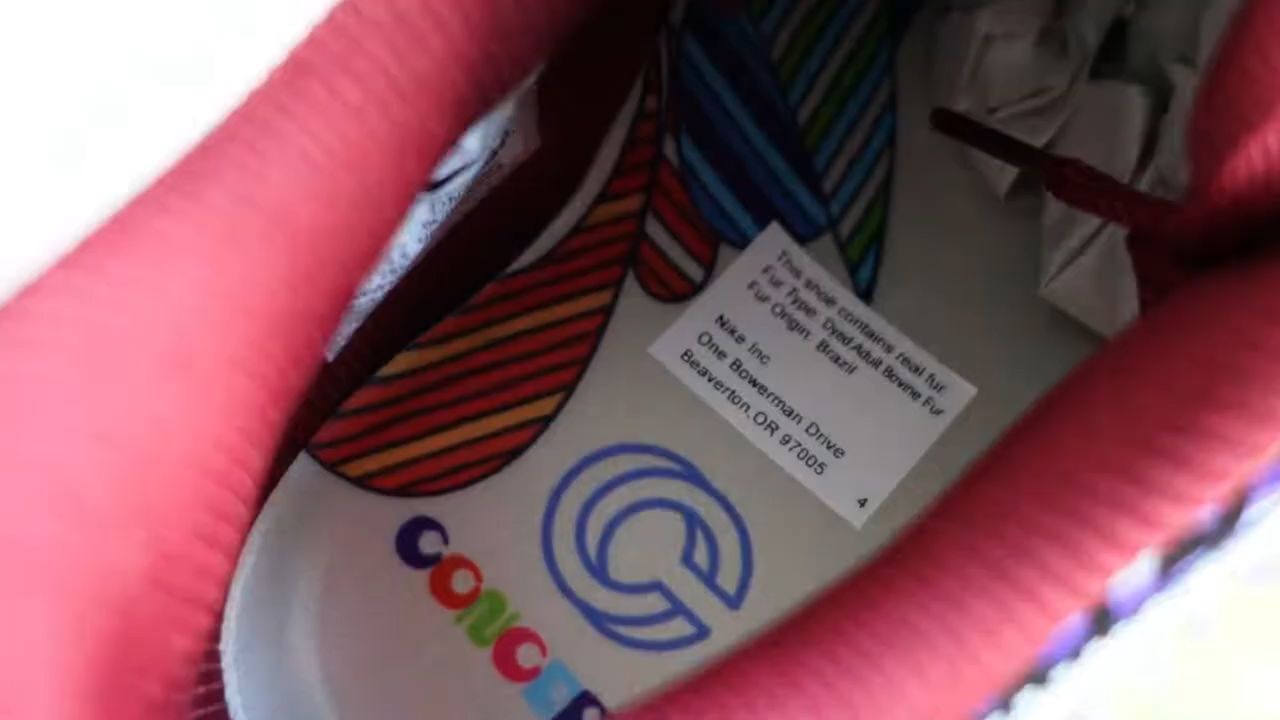 This shoe contains real fur.
Fur Type: Dyed Adult Bovine Fur
Fur Origin: Brazil
Nike Inc.
One Bowerman Drive
Beaverton, OR 97005
4
CONCEP